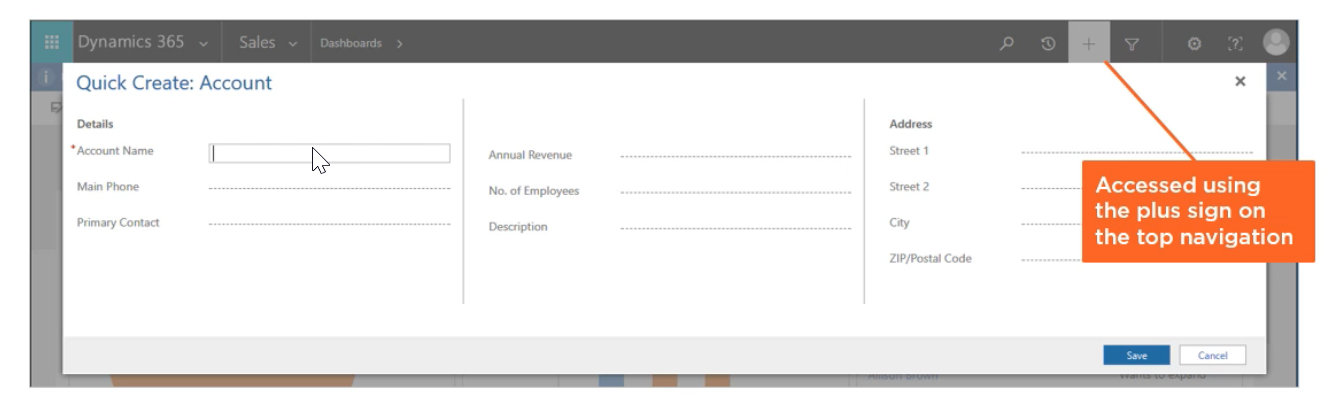 Dynamics 365 Sales Dashboards >
Quick Create: Account
Details
* Account Name
Main Phone
Primary Contact
Annual Revenue
No. of Employees
Description
Address
Street 1
Street 2
City
ZIP/Postal Code
Accessed using
the plus sign on
the top navigation
Save Cancel